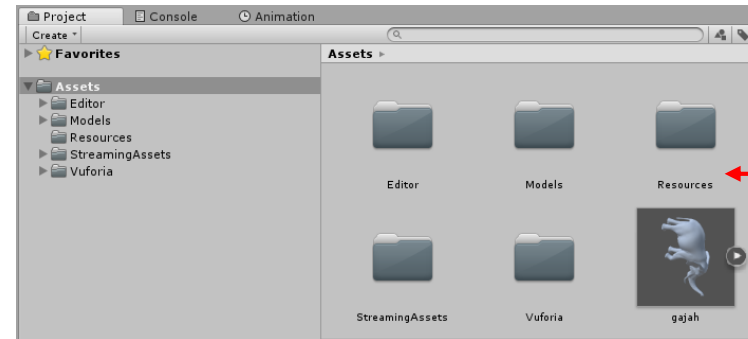 Project Console Animation
Create
Favorites Assets
Assets
Editor
Models
Resources
StreamingAssets
Vuforia
Editor Models Resources
StreamingAssets Vuforia gajah